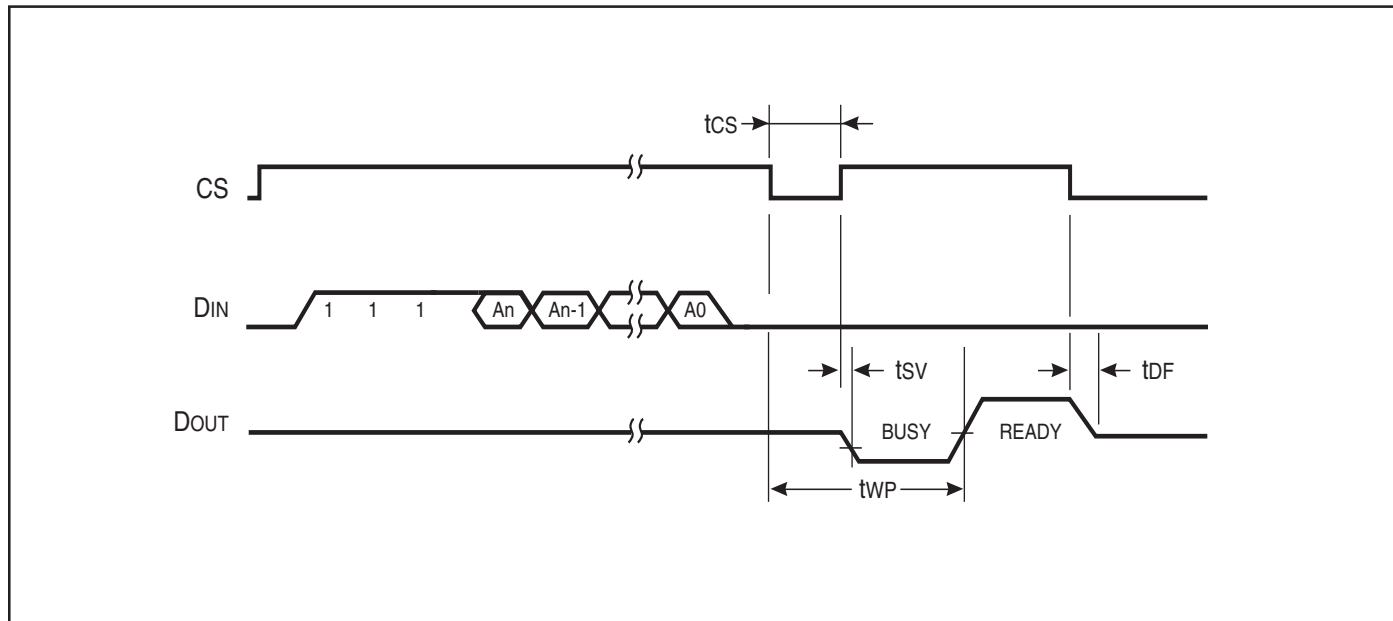 tCS
CS
DIN
1 1 1 An An-1 A0
tSV
tDF
DOUT
BUSY READY
tWP